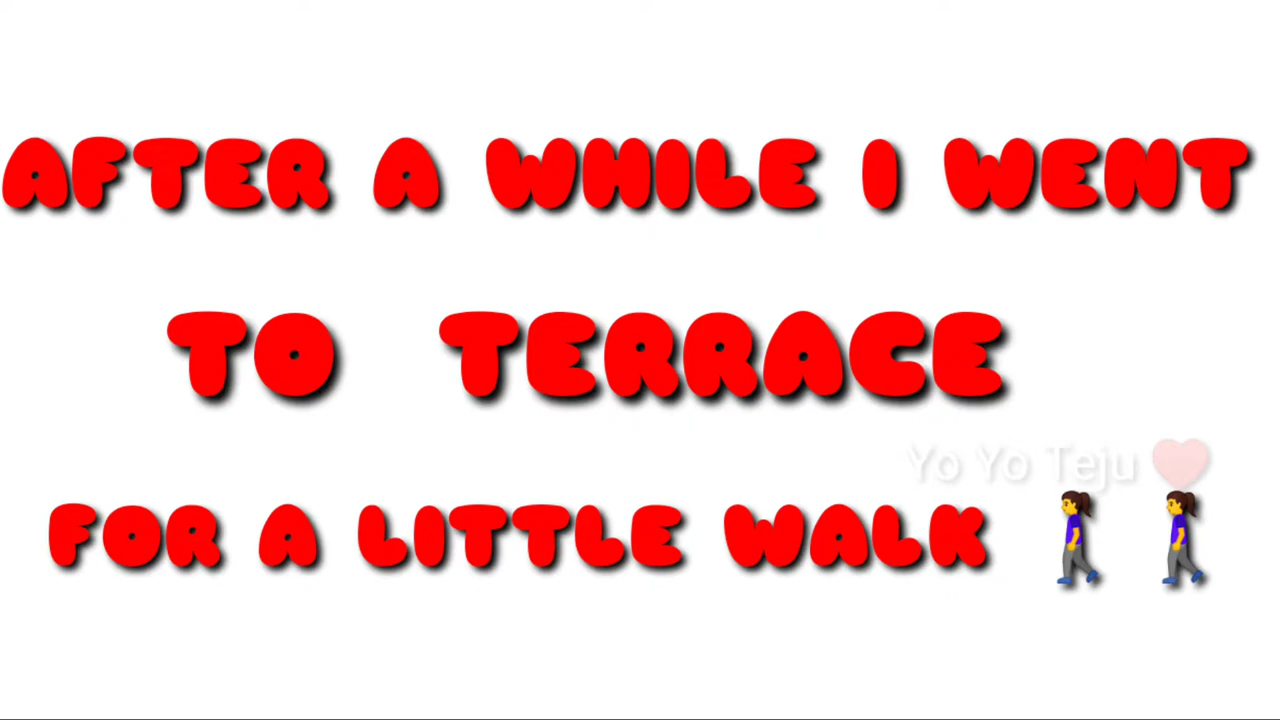 AFTER A WHILE I WENT
TO TERRACE
Yo Yo Teju ❤
FOR A LITTLE WALK 🚶‍♀️ 🚶‍♀️